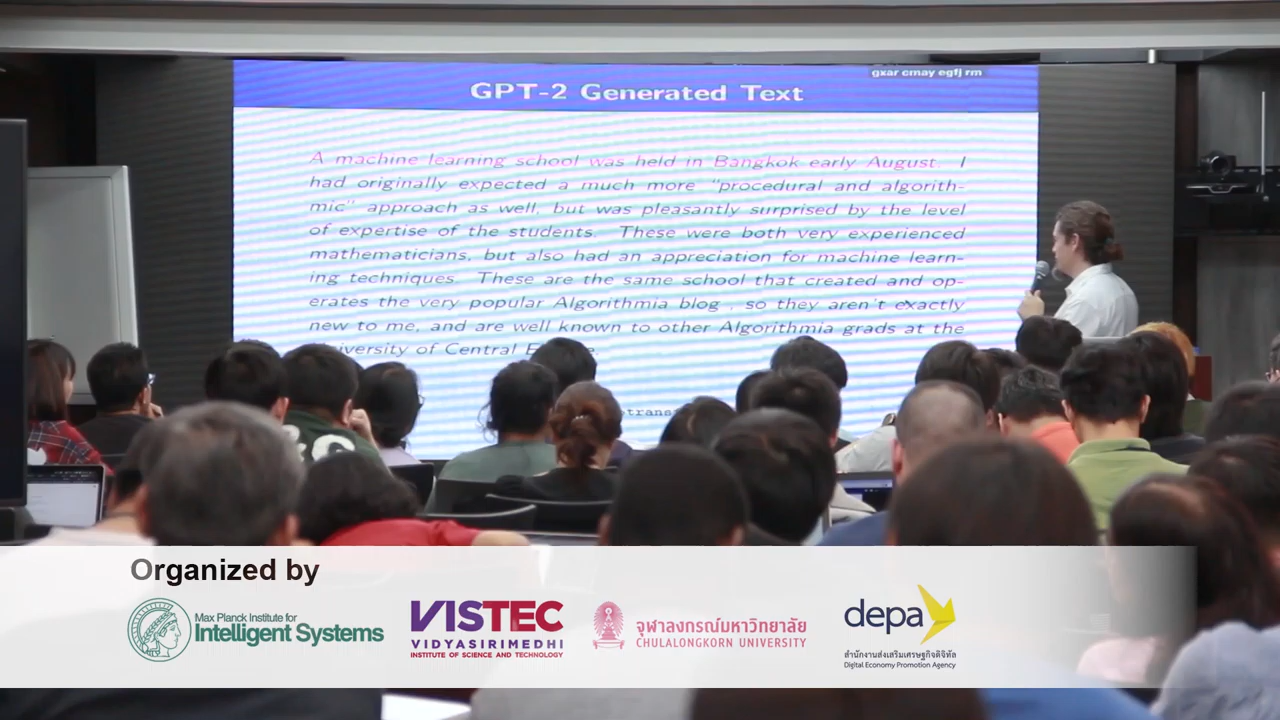 gxar cmay egfj rm
GPT-2 Generated Text
A machine learning school was held in Bangkok early August. I
had originally expected a much more "procedural and algorith-
mic" approach as well, but was pleasantly surprised by the level
of expertise of the students. These were both very experienced
mathematicians, but also had an appreciation for machine learn-
ing techniques. These are the same school that created and op-
erates the very popular Algorithmia blog , so they aren't exactly
new to me, and are well known to other Algorithmia grads at the
University of Central
Organized by
Max Planck Institute for
Intelligent Systems
VISTEC
VIDYASIRIMEDHI
INSTITUTE OF SCIENCE AND TECHNOLOGY
จุฬาลงกรณ์มหาวิทยาลัย
CHULALONGKORN UNIVERSITY
depa
สำนักงานส่งเสริมเศรษฐกิจดิจิทัล
Digital Economy Promotion Agency